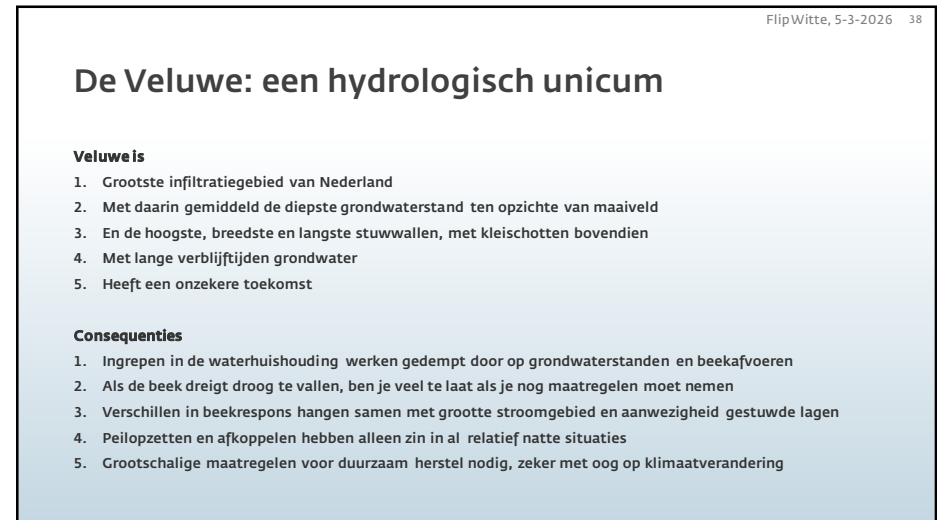 Flip Witte, 5-3-2026 38
De Veluwe: een hydrologisch unicum
Veluwe is
1. Grootste infiltratiegebied van Nederland
2. Met daarin gemiddeld de diepste grondwaterstand ten opzichte van maaiveld
3. En de hoogste, breedste en langste stuwwallen, met kleischotten bovendien
4. Met lange verblijftijden grondwater
5. Heeft een onzekere toekomst
Consequenties
1. Ingrepen in de waterhuishouding werken gedempt door op grondwaterstanden en beekafvoeren
2. Als de beek dreigt droog te vallen, ben je veel te laat als je nog maatregelen moet nemen
3. Verschillen in beekrespons hangen samen met grootte stroomgebied en aanwezigheid gestuwde lagen
4. Peilopzetten en afkoppelen hebben alleen zin in al relatief natte situaties
5. Grootschalige maatregelen voor duurzaam herstel nodig, zeker met oog op klimaatverandering